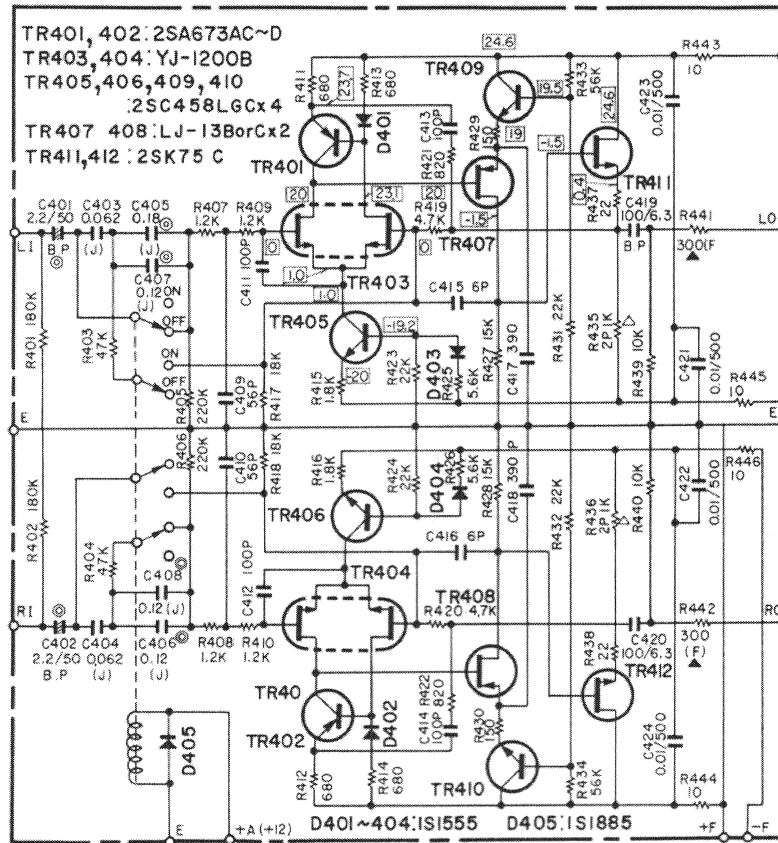 TR401, 402:2SA673AC~D
TR403, 404:YJ-1200B
TR405, 406, 409, 410
:2SC458LGCx4
TR407 408:LJ-13BorCx2
TR411, 412:2SK75 C
R411
680
23.7
R413
680
D401
C413
100P
R421
820
TR401
TR409
24.6
19.5
R433
56K
R429
150
19
-1.5
24.6
C423
0.01/500
R443
10
TR411
0.4
R437
22
C401
2.2/50
B.P
C403
0.062
(J)
C405
0.18
(J)
R407
1.2K
R409
1.2K
20
23.1
20
R419
4.7K
-1.5
TR407
C419
100/6.3
B.P
R441
300(F
LO
LI
C407
0.12
(J)
ON
OFF
ON
OFF
C411 100P
0
0
1.0
TR403
1.0
TR405
-19.2
C415 6P
R401 180K
R403
47K
R405
220K
C409
56P
R417
18K
R415
1.8K
-20
R423
22K
D403
R425
5.6K
R427 15K
C417 390
R431 22K
R435
2P 1K
R439 10K
C421
0.01/500
R445
10
E
E
R406
220K
C410
56P
R418 18K
R416
1.8K
R424
22K
D404
R426
5.6K
R428 15K
C418 390 P
R432 22K
R436
2P 1K
R440 10K
C422
0.01/500
R446
10
R402 180K
R404
47K
TR406
C416 6P
C408
0.12(J)
C412 100P
TR404
TR408
R420 4.7K
RI
C402
2.2/50
B.P
C404
0.062
(J)
C406
0.12
(J)
R408
1.2K
R410
1.2K
R438
22
C420
100/6.3
R442
300
(F)
RO
TR412
TR40
TR402
D402
R422
820
C414
100P
R430
150
TR410
R434
56K
C424
0.01/500
R444
10
D405
R412
680
R414
680
E
+A (+12)
D401~404:1S1555
D405:1S1885
+F
-F